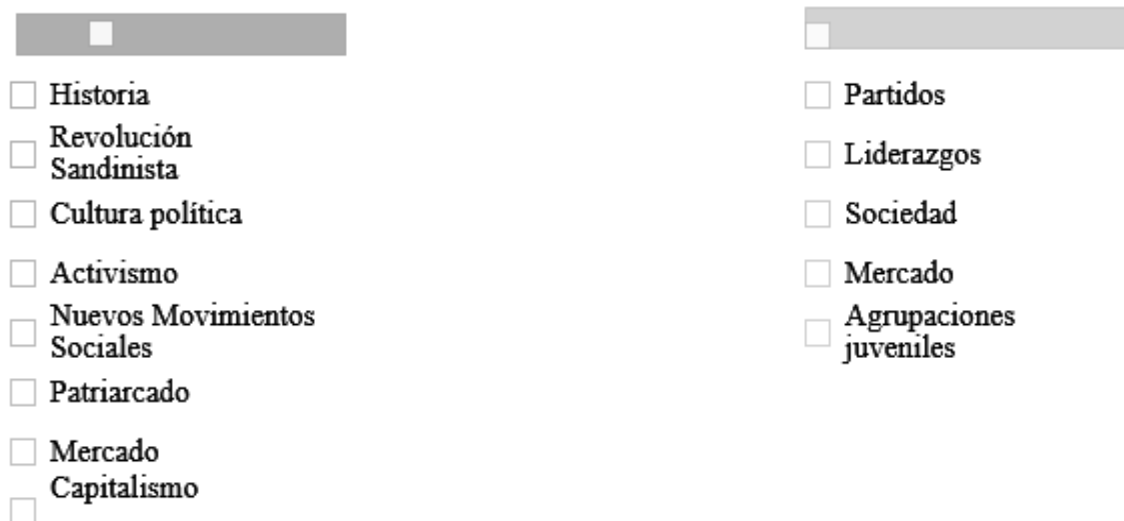 Historia
Revolución
Sandinista
Cultura política
Activismo
Nuevos Movimientos
Sociales
Patriarcado
Mercado
Capitalismo
Partidos
Liderazgos
Sociedad
Mercado
Agrupaciones
juveniles